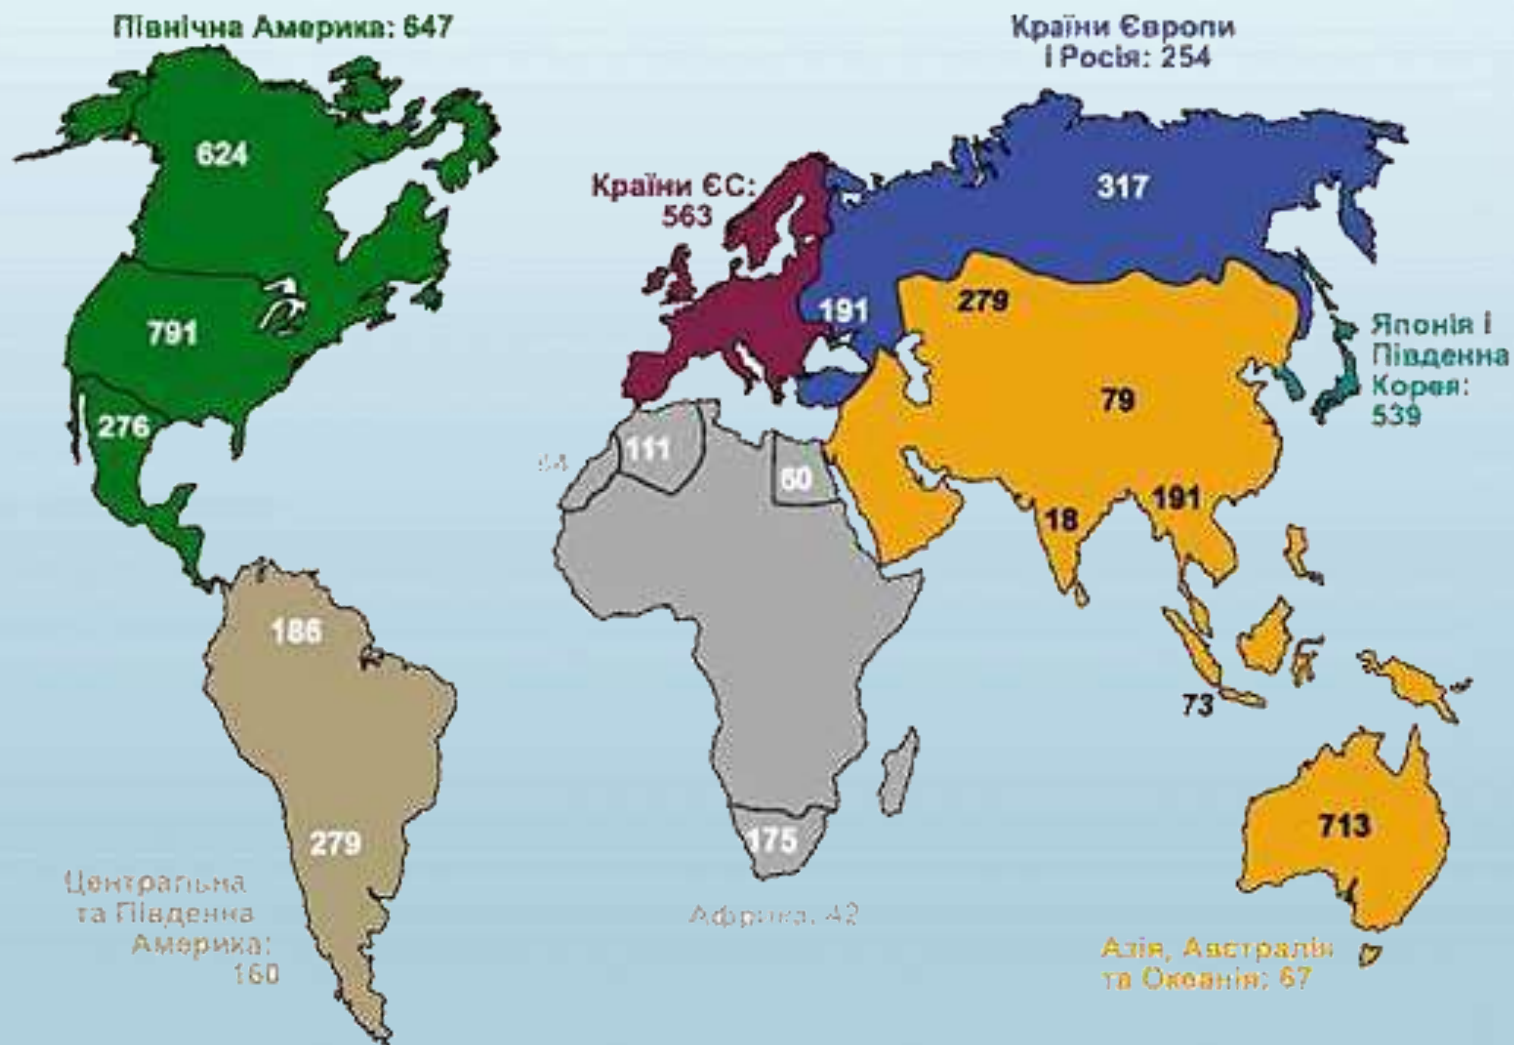 Північна Америка: 647
Країни Європи
і Росія: 254
624
317
Країни ЄС:
563
791
191
279
Японія і
Південна
Корея:
539
276
79
111
60
64
18
191
186
73
279
175
713
Центральна
та Південна
Америка:
160
Африка: 42
Азія, Австралія
та Океанія: 67